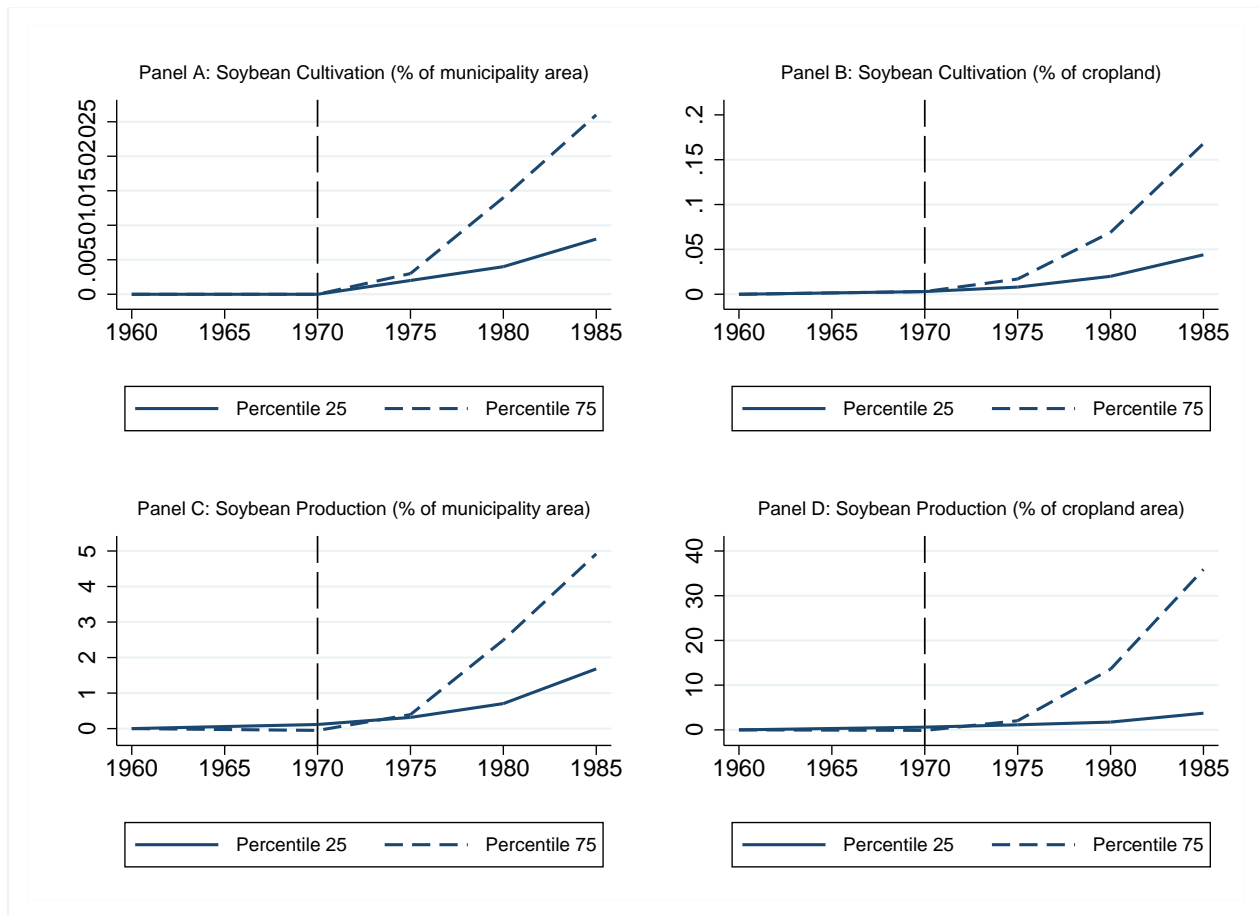 Panel A: Soybean Cultivation (% of municipality area)
0 .005 .01 .015 .02 .025
1960 1965 1970 1975 1980 1985
Percentile 25 Percentile 75
Panel B: Soybean Cultivation (% of cropland)
0 .05 .1 .15 .2
1960 1965 1970 1975 1980 1985
Percentile 25 Percentile 75
Panel C: Soybean Production (% of municipality area)
0 1 2 3 4 5
1960 1965 1970 1975 1980 1985
Percentile 25 Percentile 75
Panel D: Soybean Production (% of cropland area)
0 10 20 30 40
1960 1965 1970 1975 1980 1985
Percentile 25 Percentile 75